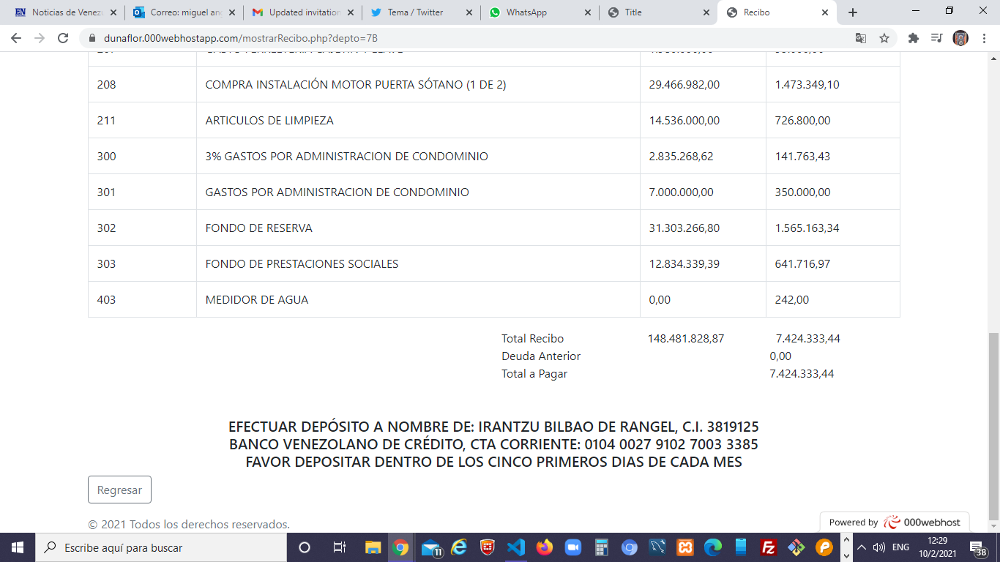 Noticias de Venezu
Correo: miguel ang
Updated invitation
Tema / Twitter
WhatsApp
Title
Recibo
dunaflor.000webhostapp.com/mostrarRecibo.php?depto=7B
208 COMPRA INSTALACIÓN MOTOR PUERTA SÓTANO (1 DE 2) 29.466.982,00 1.473.349,10
211 ARTICULOS DE LIMPIEZA 14.536.000,00 726.800,00
300 3% GASTOS POR ADMINISTRACION DE CONDOMINIO 2.835.268,62 141.763,43
301 GASTOS POR ADMINISTRACION DE CONDOMINIO 7.000.000,00 350.000,00
302 FONDO DE RESERVA 31.303.266,80 1.565.163,34
303 FONDO DE PRESTACIONES SOCIALES 12.834.339,39 641.716,97
403 MEDIDOR DE AGUA 0,00 242,00
Total Recibo 148.481.828,87 7.424.333,44
Deuda Anterior 0,00
Total a Pagar 7.424.333,44
EFECTUAR DEPÓSITO A NOMBRE DE: IRANTZU BILBAO DE RANGEL, C.I. 3819125
BANCO VENEZOLANO DE CRÉDITO, CTA CORRIENTE: 0104 0027 9102 7003 3385
FAVOR DEPOSITAR DENTRO DE LOS CINCO PRIMEROS DIAS DE CADA MES
Regresar
© 2021 Todos los derechos reservados.
Powered by 000webhost
Escribe aquí para buscar
11
ENG
12:29
10/2/2021
38